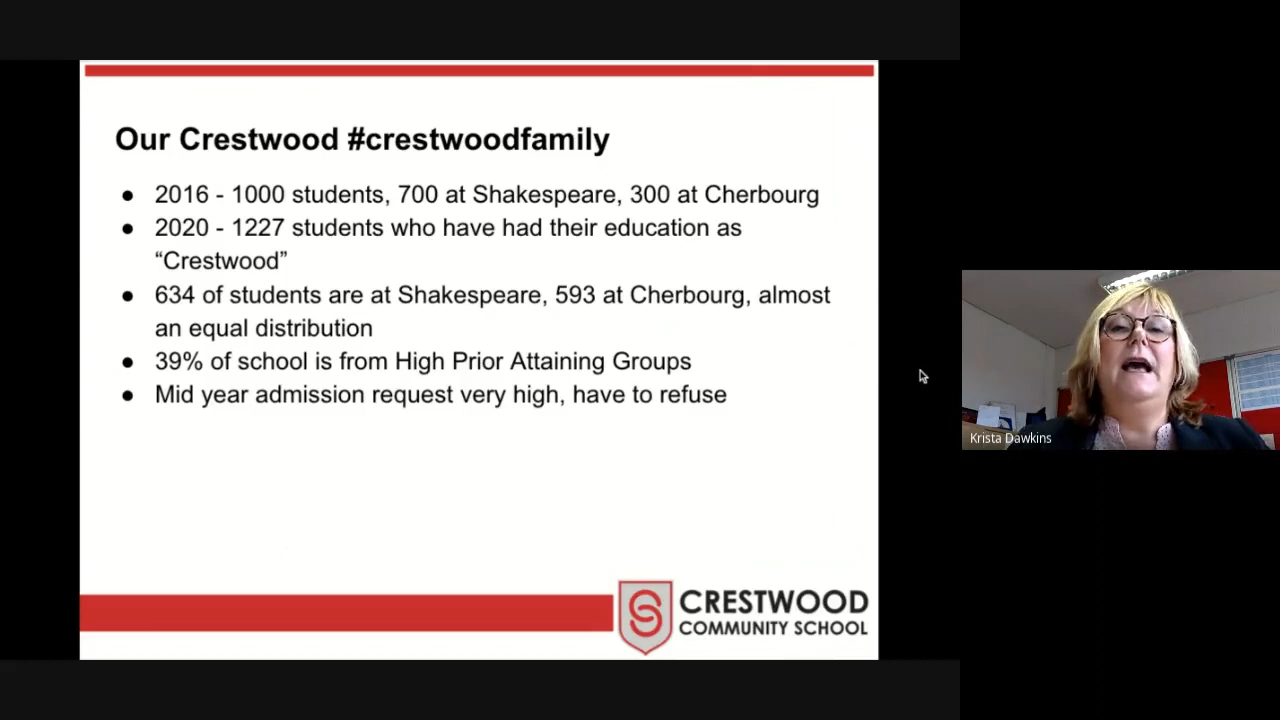 Our Crestwood #crestwoodfamily
● 2016 - 1000 students, 700 at Shakespeare, 300 at Cherbourg
● 2020 - 1227 students who have had their education as
“Crestwood”
● 634 of students are at Shakespeare, 593 at Cherbourg, almost
an equal distribution
● 39% of school is from High Prior Attaining Groups
● Mid year admission request very high, have to refuse
CRESTWOOD
COMMUNITY SCHOOL
Krista Dawkins